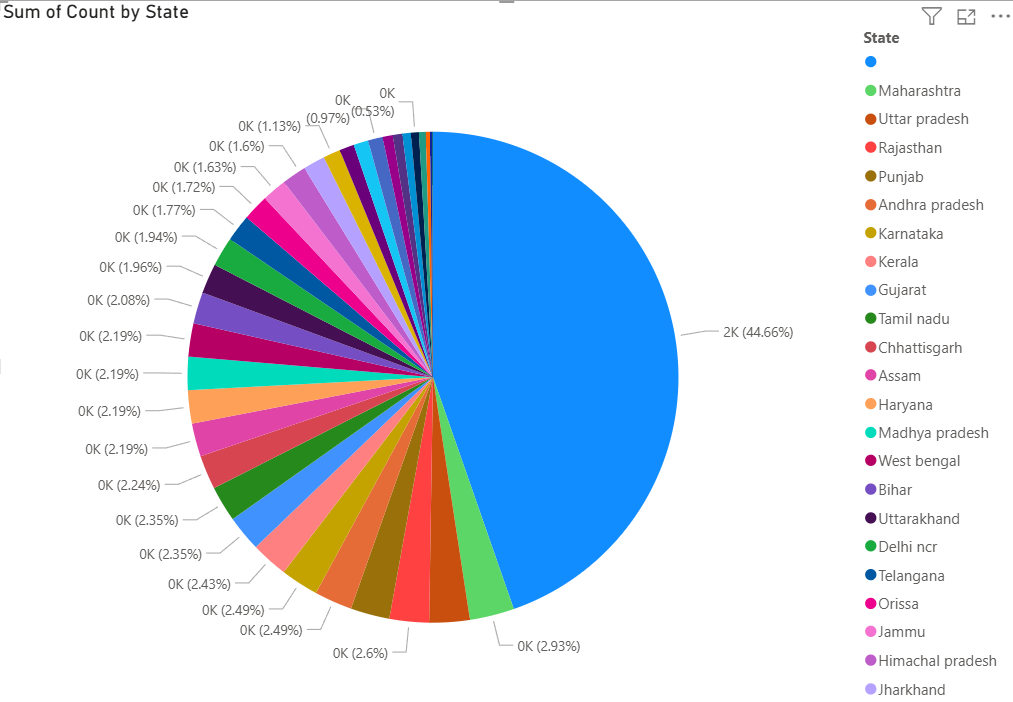 Sum of Count by State
State
Maharashtra
Uttar pradesh
Rajasthan
Punjab
Andhra pradesh
Karnataka
Kerala
Gujarat
Tamil nadu
Chhattisgarh
Assam
Haryana
Madhya pradesh
West bengal
Bihar
Uttarakhand
Delhi ncr
Telangana
Orissa
Jammu
Himachal pradesh
Jharkhand
2K (44.66%)
0K (2.93%)
0K (2.6%)
0K (2.49%)
0K (2.49%)
0K (2.43%)
0K (2.35%)
0K (2.35%)
0K (2.24%)
0K (2.19%)
0K (2.19%)
0K (2.19%)
0K (2.19%)
0K (2.08%)
0K (1.96%)
0K (1.94%)
0K (1.77%)
0K (1.72%)
0K (1.63%)
0K (1.6%)
0K (1.13%)
0K
(0.97%)
0K
(0.53%)